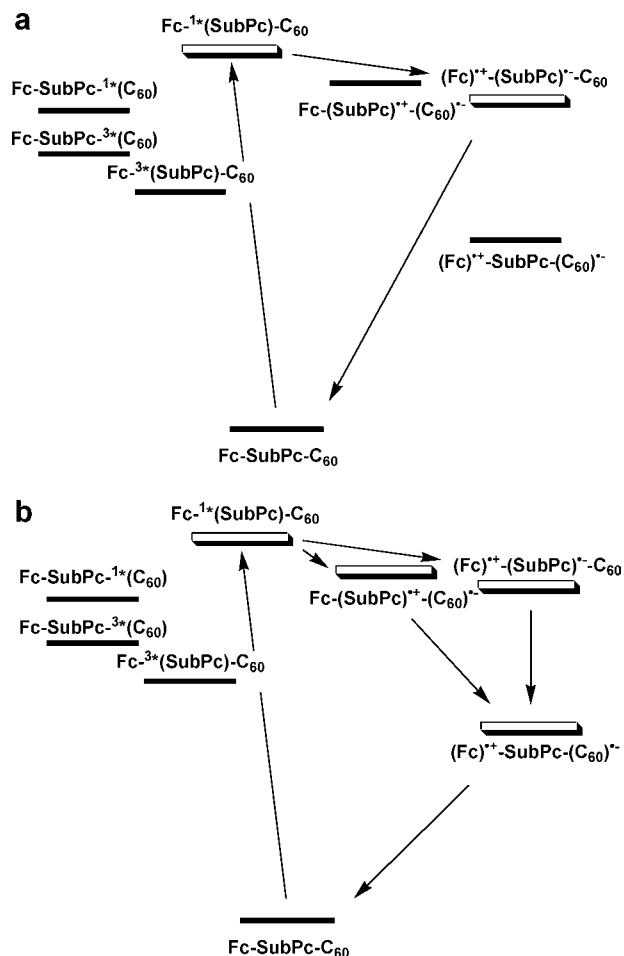 a
Fc-¹*(SubPc)-C₆₀
(Fc)•⁺-(SubPc)•⁻-C₆₀
Fc-SubPc-¹*(C₆₀)
Fc-(SubPc)•⁺-(C₆₀)•⁻
Fc-SubPc-³*(C₆₀)
Fc-³*(SubPc)-C₆₀
(Fc)•⁺-SubPc-(C₆₀)•⁻
Fc-SubPc-C₆₀
b
Fc-¹*(SubPc)-C₆₀
(Fc)•⁺-(SubPc)•⁻-C₆₀
Fc-SubPc-¹*(C₆₀)
Fc-(SubPc)•⁺-(C₆₀)•⁻
Fc-SubPc-³*(C₆₀)
Fc-³*(SubPc)-C₆₀
(Fc)•⁺-SubPc-(C₆₀)•⁻
Fc-SubPc-C₆₀